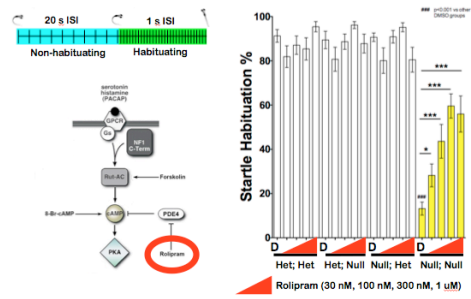 20 s ISI
1 s ISI
Non-habituating
Habituating
serotonin
histamine
(PACAP)
GPCR
Gs
NF1
C-Term
Rut-AC
Forskolin
8-Br-cAMP
cAMP
PDE4
PKA
Rolipram
### p=0.001 vs other
DMSO groups
Startle Habituation %
100
80
60
40
20
0
***
***
***
*
###
D
D
D
D
Het; Het
Het; Null
Null; Het
Null; Null
Rolipram (30 nM, 100 nM, 300 nM, 1 uM)